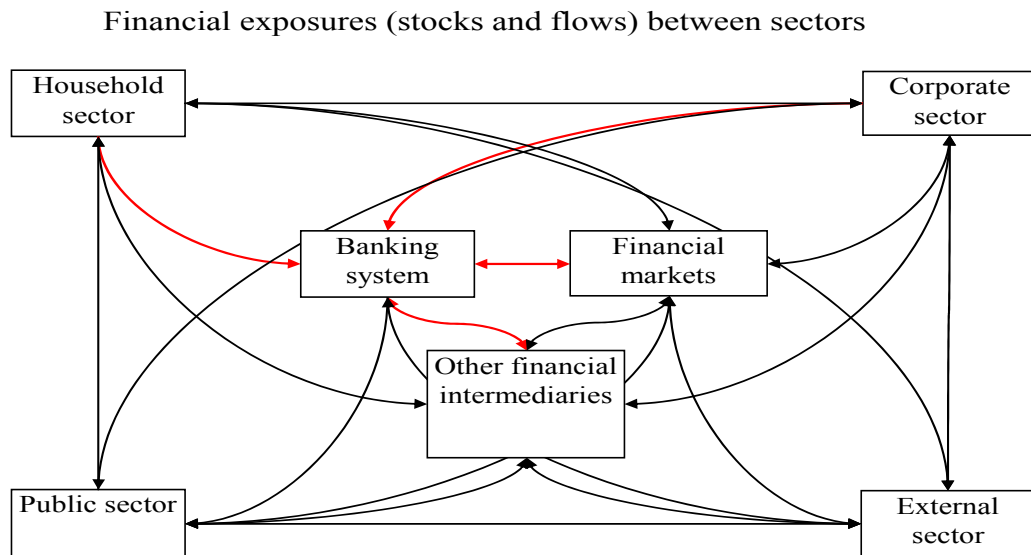 Financial exposures (stocks and flows) between sectors
Household
sector
Corporate
sector
Banking
system
Financial
markets
Other financial
intermediaries
Public sector
External
sector